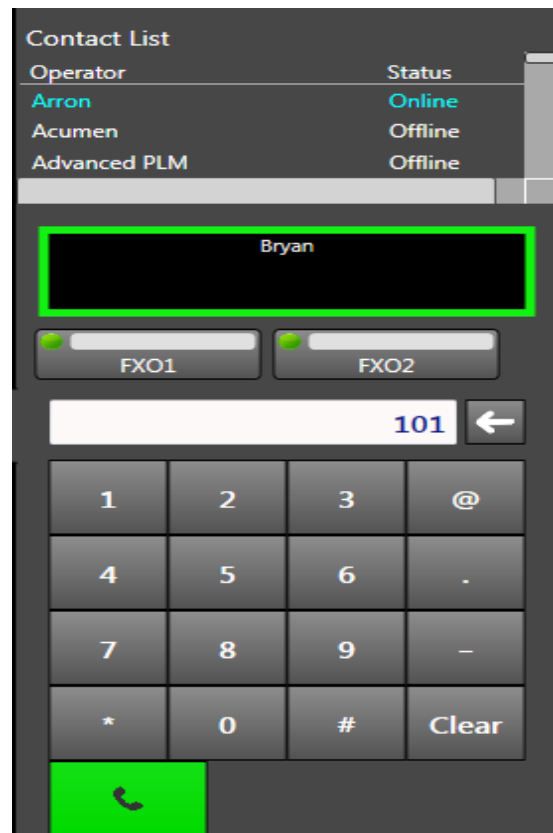 Contact List
Operator Status
Arron Online
Acumen Offline
Advanced PLM Offline
Bryan
FXO1 FXO2
101
1 2 3 @
4 5 6 .
7 8 9 –
* 0 # Clear